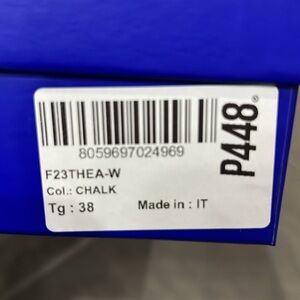 8059697024969
F23THEA-W
Col.: CHALK
Tg : 38 Made in : IT
P448®